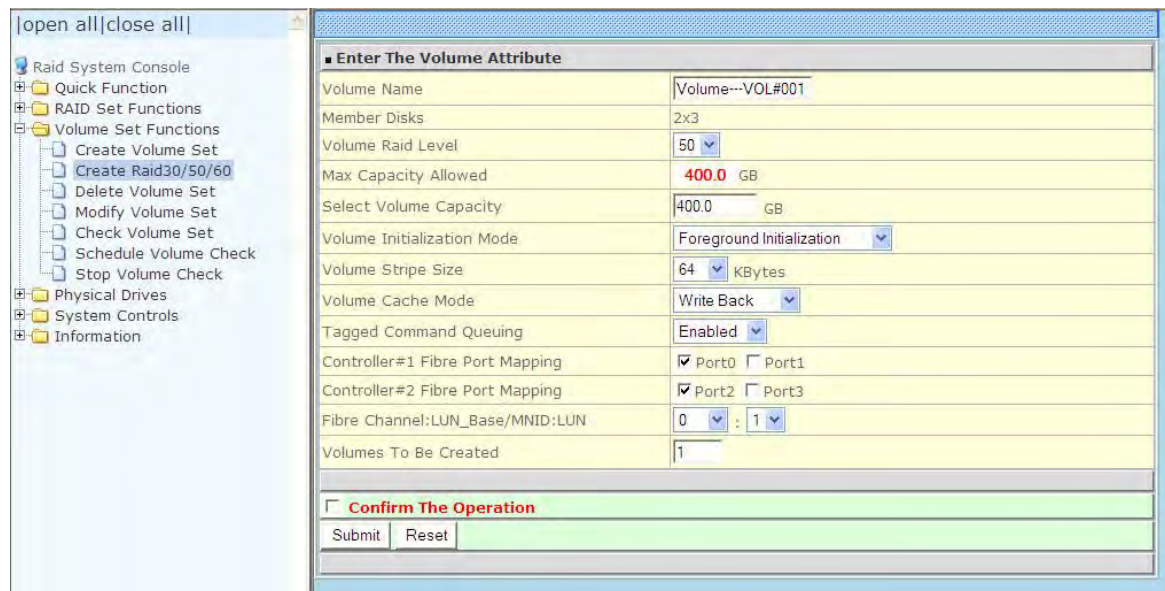 |open all|close all|
Raid System Console
Quick Function
RAID Set Functions
Volume Set Functions
Create Volume Set
Create Raid30/50/60
Delete Volume Set
Modify Volume Set
Check Volume Set
Schedule Volume Check
Stop Volume Check
Physical Drives
System Controls
Information
Enter The Volume Attribute
Volume Name Volume---VOL#001
Member Disks 2x3
Volume Raid Level 50
Max Capacity Allowed 400.0 GB
Select Volume Capacity 400.0 GB
Volume Initialization Mode Foreground Initialization
Volume Stripe Size 64 KBytes
Volume Cache Mode Write Back
Tagged Command Queuing Enabled
Controller#1 Fibre Port Mapping Port0 Port1
Controller#2 Fibre Port Mapping Port2 Port3
Fibre Channel:LUN_Base/MNID:LUN 0 : 1
Volumes To Be Created 1
Confirm The Operation
Submit Reset